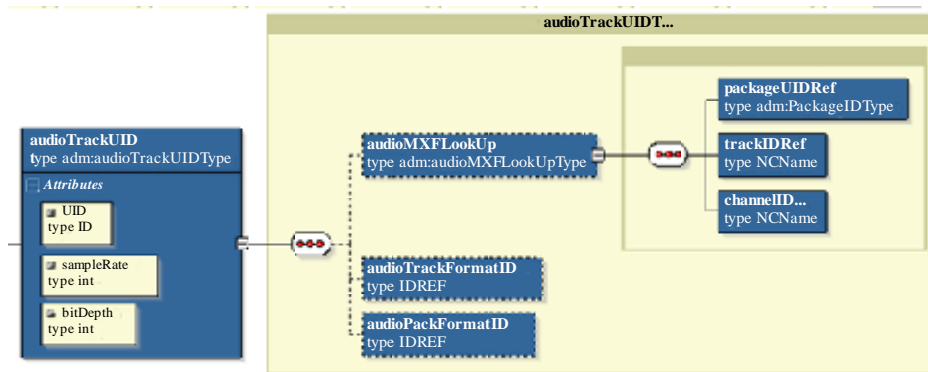 audioTrackUIDT...
audioTrackUID
type adm:audioTrackUIDType
Attributes
UID
type ID
sampleRate
type int
bitDepth
type int
audioMXFLookUp
type adm:audioMXFLookUpType
audioTrackFormatID
type IDREF
audioPackFormatID
type IDREF
packageUIDRef
type adm:PackageIDType
trackIDRef
type NCName
channelID...
type NCName